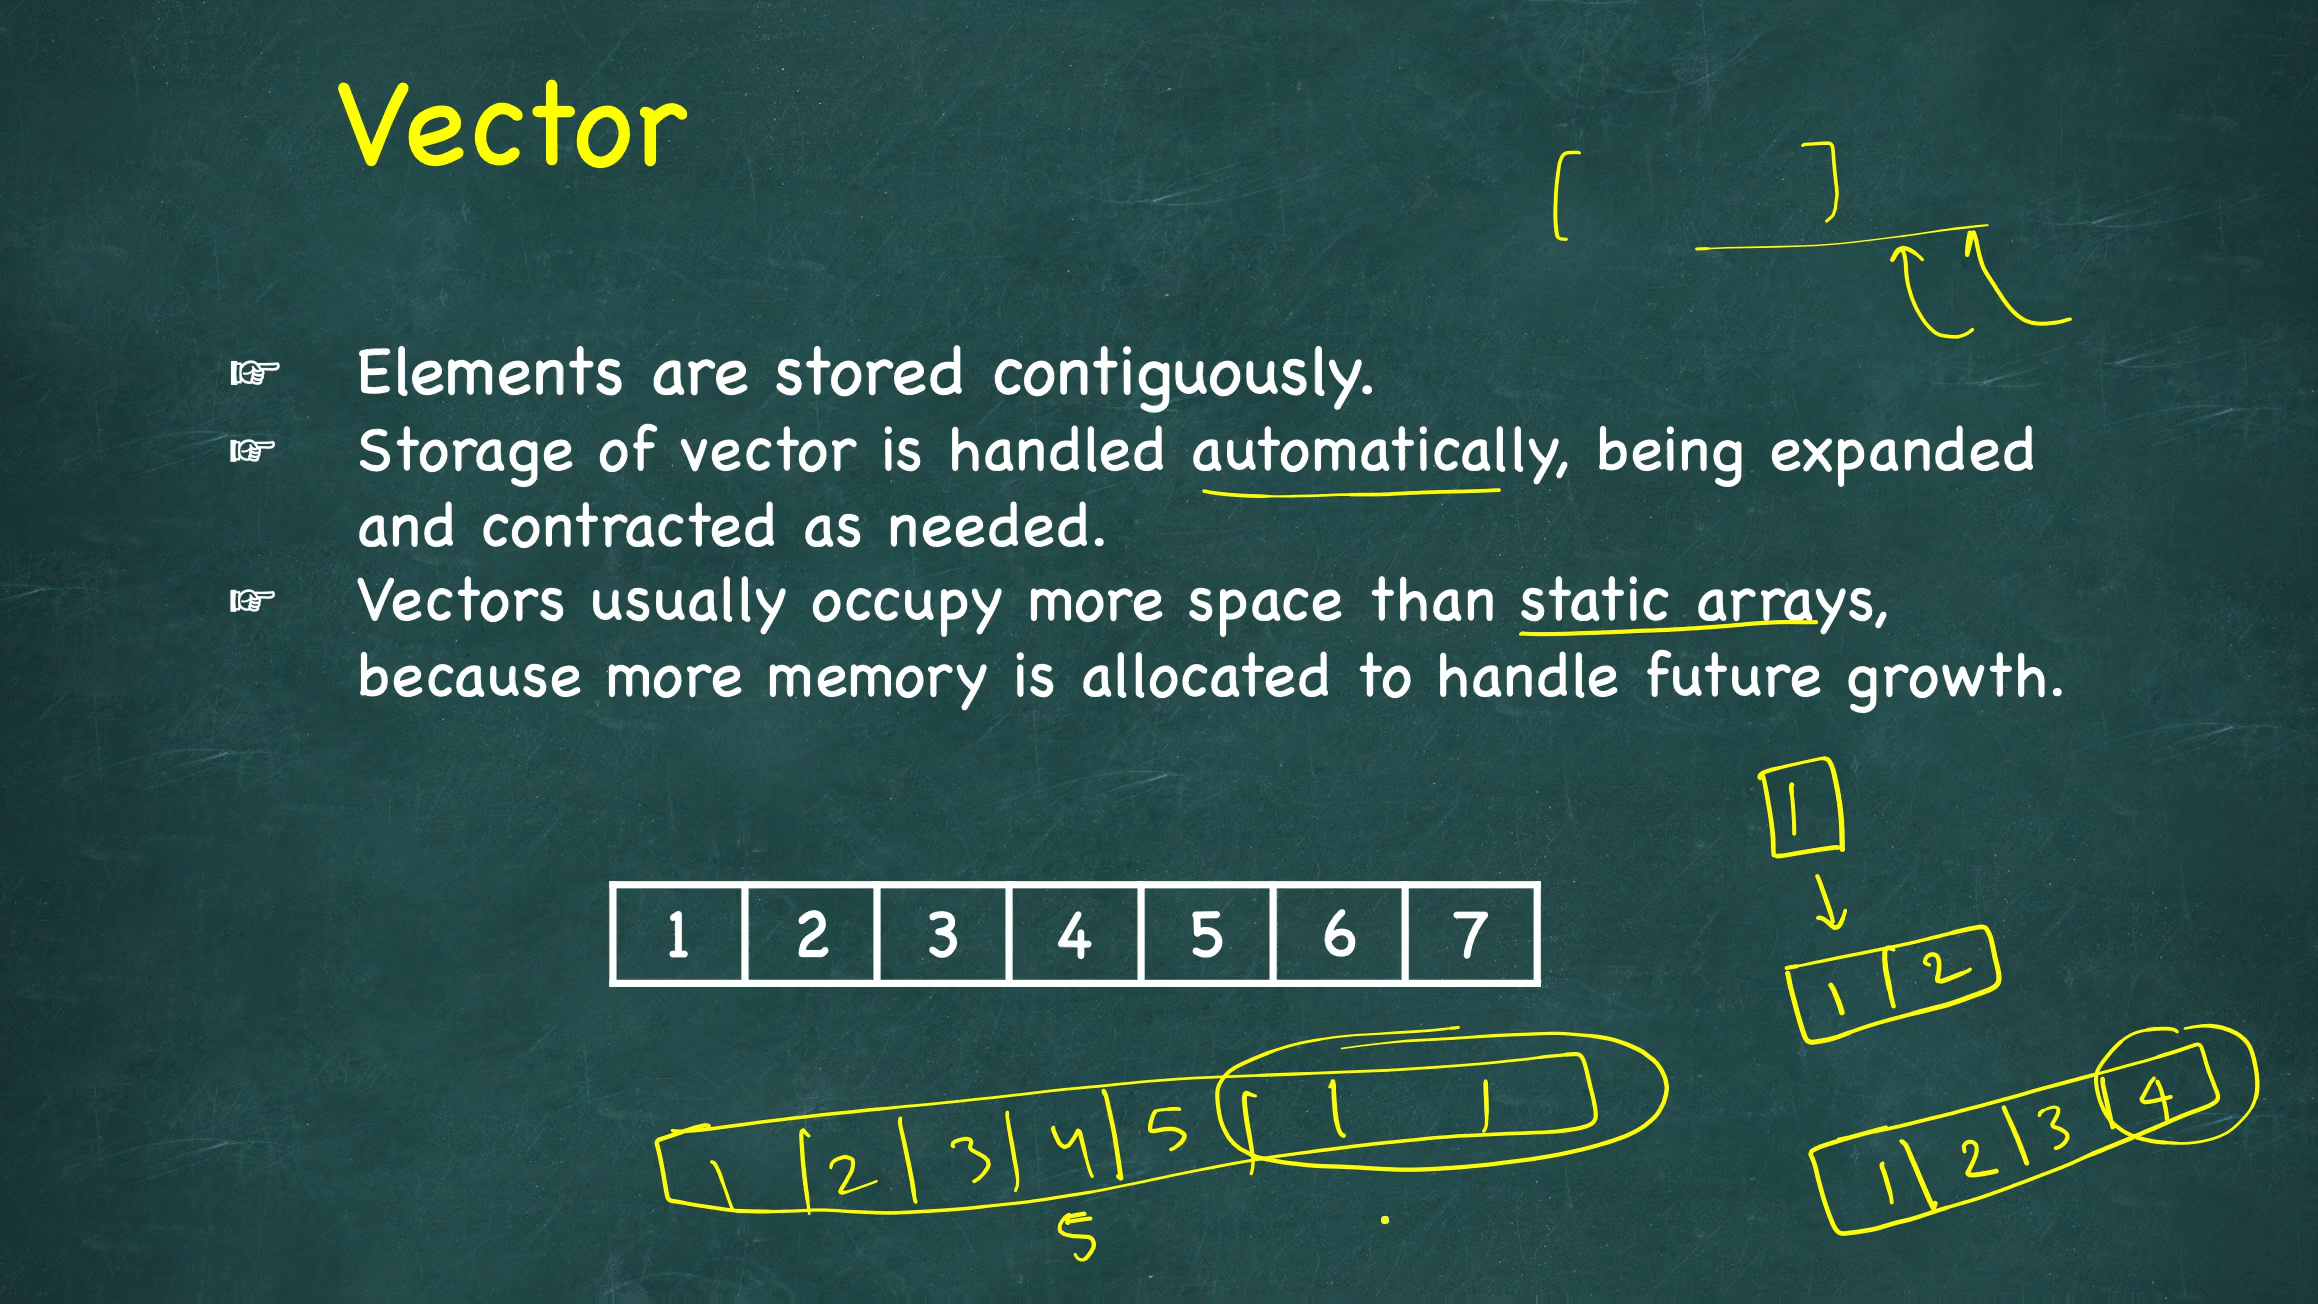 Vector
[ ]
☞ Elements are stored contiguously.
☞ Storage of vector is handled automatically, being expanded
and contracted as needed.
☞ Vectors usually occupy more space than static arrays,
because more memory is allocated to handle future growth.
1
1 2 3 4 5 6 7
1 2
1 2 3 4 5
1 2 3 4
5